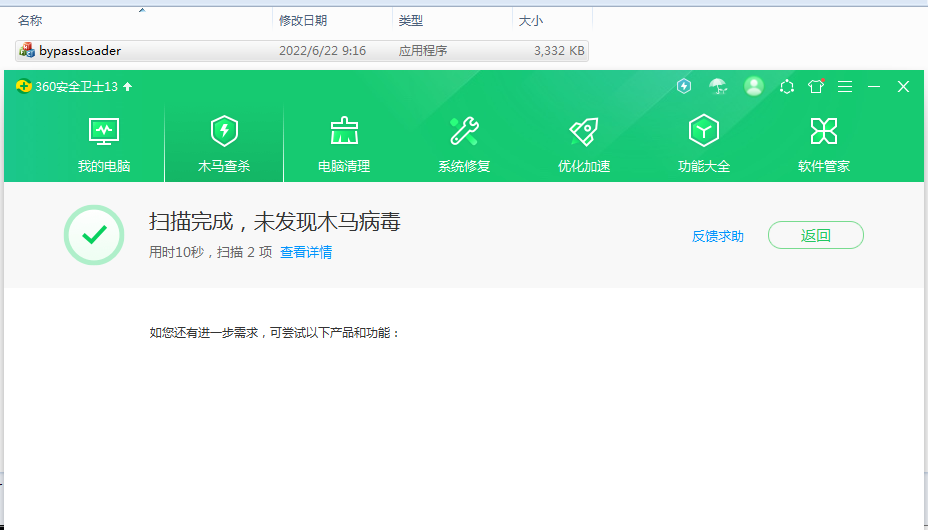 名称 修改日期 类型 大小
bypassLoader 2022/6/22 9:16 应用程序 3,332 KB
360安全卫士13
我的电脑 木马查杀 电脑清理 系统修复 优化加速 功能大全 软件管家
扫描完成，未发现木马病毒
用时10秒，扫描 2 项 查看详情
反馈求助 返回
如您还有进一步需求，可尝试以下产品和功能：